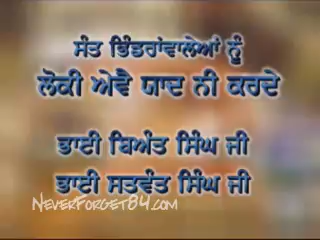 ਸੰਤ ਭਿੰਡਰਾਂਵਾਲੇਆਂ ਨੂੰ
ਲੋਕੀ ਐਵੈ ਯਾਦ ਨੀ ਕਰਦੇ
ਭਾਈ ਬਿਅੰਤ ਸਿੰਘ ਜੀ
ਭਾਈ ਸਤਵੰਤ ਸਿੰਘ ਜੀ
NeverForget84.com